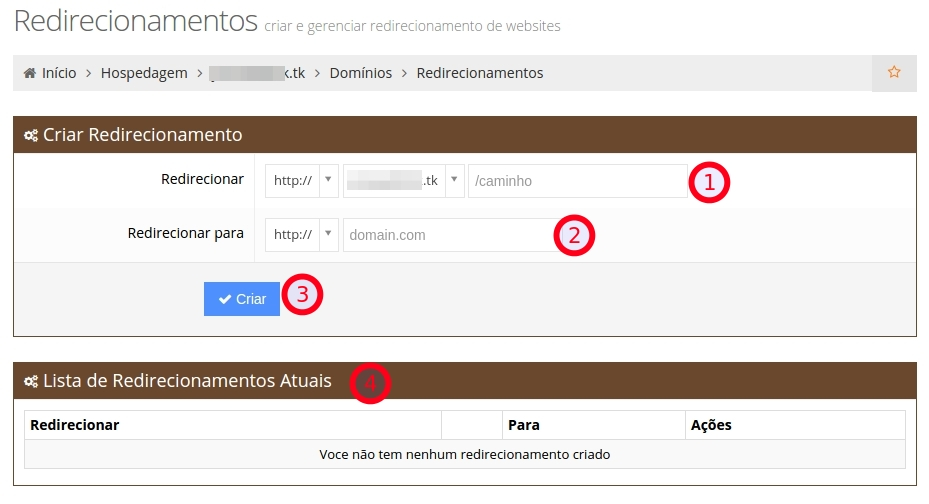 Redirecionamentos criar e gerenciar redirecionamento de websites
Início > Hospedagem > k.tk > Domínios > Redirecionamentos
Criar Redirecionamento
Redirecionar http:// .tk /caminho 1
Redirecionar para http:// domain.com 2
Criar 3
Lista de Redirecionamentos Atuais 4
Redirecionar Para Ações
Voce não tem nenhum redirecionamento criado